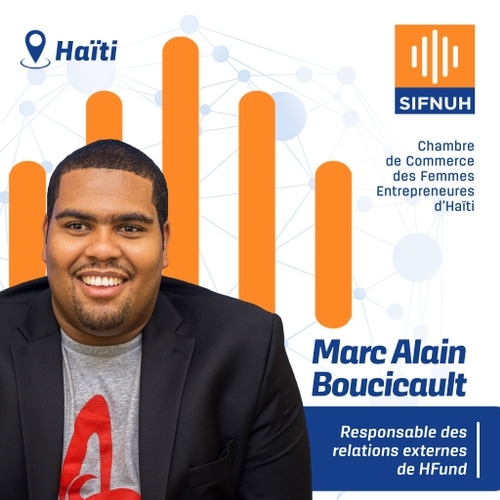 Haïti
SIFNUH
Chambre
de Commerce
des Femmes
Entrepreneures
d'Haïti
Marc Alain
Boucicault
Responsable des
relations externes
de HFund